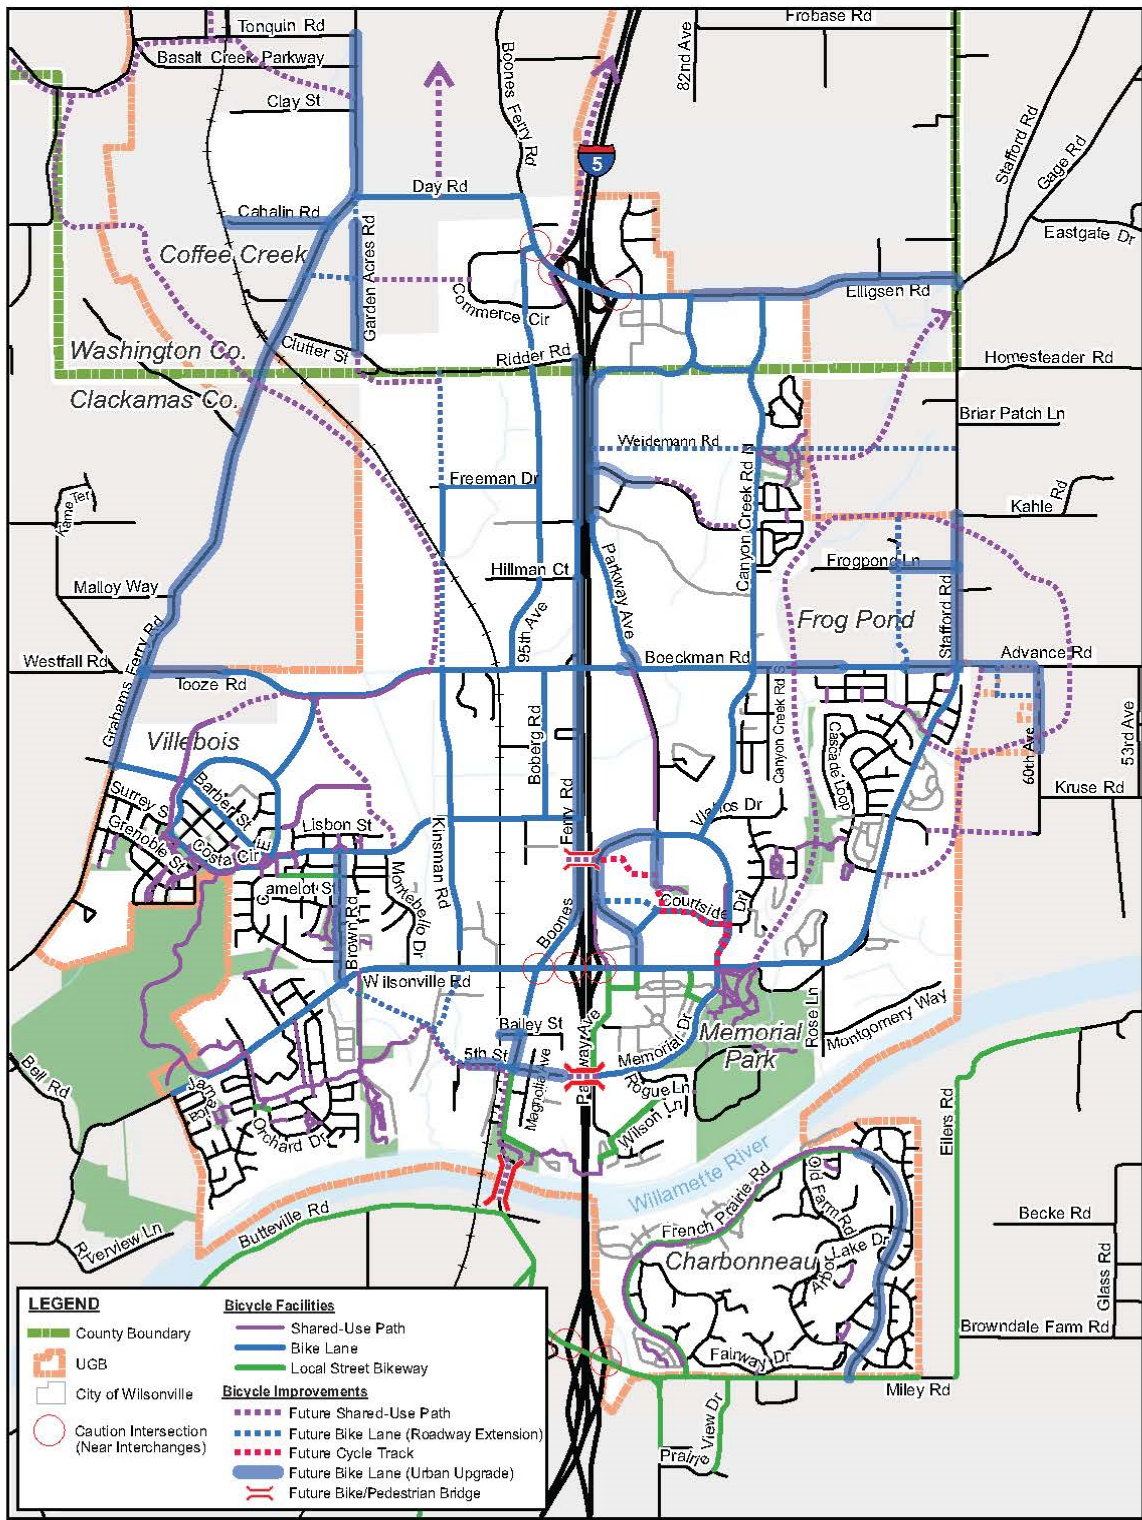 Tonquin Rd
Basalt Creek Parkway
Clay St
Boones Ferry Rd
82nd Ave
Frobase Rd
Stafford Rd
Gage Rd
Eastgate Dr
5
Day Rd
Cahalin Rd
Coffee Creek
Garden Acres Rd
Commerce Cir
Elligsen Rd
Clutter St
Ridder Rd
Washington Co.
Clackamas Co.
Homesteader Rd
Briar Patch Ln
Weidemann Rd
Canyon Creek Rd N
Freeman Dr
Kame Ter
Kahle Rd
Hillman Ct
Parkway Ave
Frogpond Ln
Malloy Way
95th Ave
Frog Pond
Stafford Rd
Grahams Ferry Rd
Westfall Rd
Tooze Rd
Boeckman Rd
Advance Rd
Villebois
Boberg Rd
Canyon Creek Rd S
Cascade Loop
60th Ave
53rd Ave
Kruse Rd
Surrey S
Barber St
Grenoble St
Costa Cir E
Lisbon St
Kinsman Rd
Boones Ferry Rd
Vlahos Dr
Camelot St
Brown Rd
Montebello Dr
Courtside Dr
Wilsonville Rd
Bailey St
5th St
Magnolia Ave
Parkway Ave
Memorial Dr
Memorial
Park
Rose Ln
Montgomery Way
Rogue Ln
Wilson Ln
Bell Rd
Orchard Dr
Willamette River
Eilers Rd
Butteville Rd
Riverview Ln
French Prairie Rd
Old Farm Rd
Arbor Lake Dr
Charbonneau
Becke Rd
Glass Rd
Browndale Farm Rd
Fairway Dr
Miley Rd
Prairie View Dr
LEGEND
County Boundary
UGB
City of Wilsonville
Caution Intersection
(Near Interchanges)
Bicycle Facilities
Shared-Use Path
Bike Lane
Local Street Bikeway
Bicycle Improvements
Future Shared-Use Path
Future Bike Lane (Roadway Extension)
Future Cycle Track
Future Bike Lane (Urban Upgrade)
Future Bike/Pedestrian Bridge